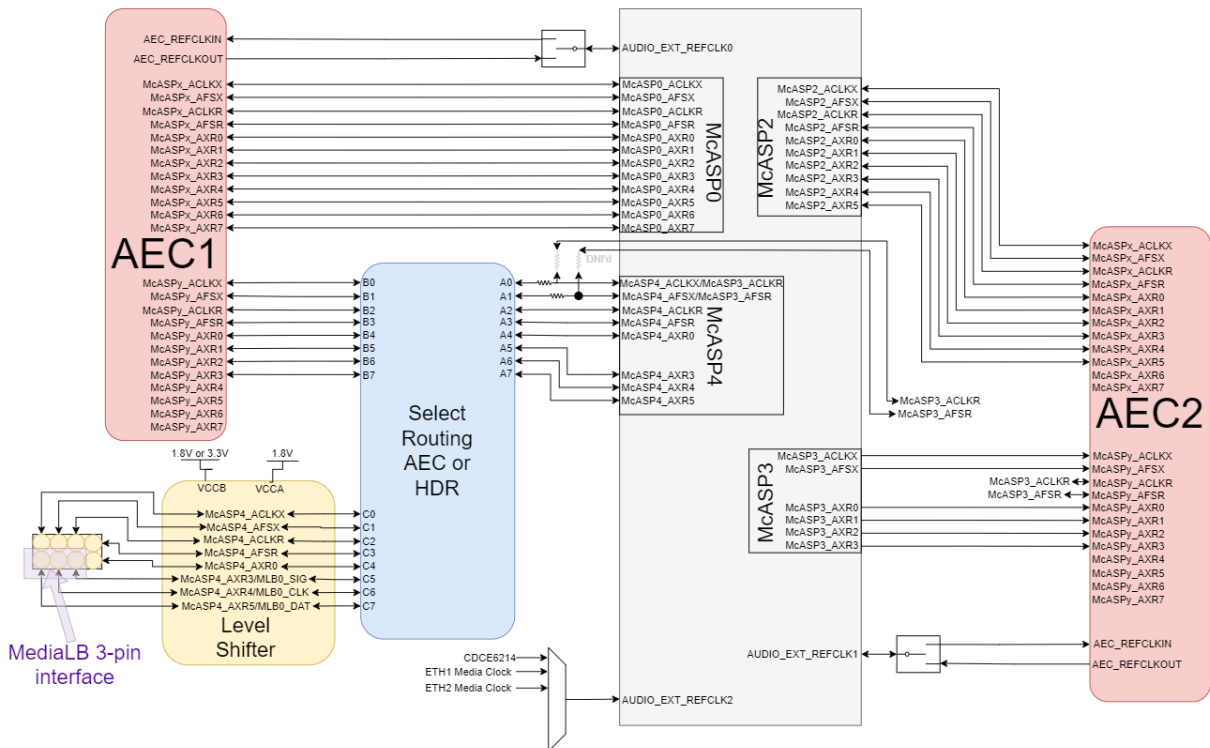 AEC_REFCLKIN
AEC_REFCLKOUT
McASPx_ACLKX
McASPx_AFSX
McASPx_ACLKR
McASPx_AFSR
McASPx_AXR0
McASPx_AXR1
McASPx_AXR2
McASPx_AXR3
McASPx_AXR4
McASPx_AXR5
McASPx_AXR6
McASPx_AXR7
AEC1
McASPy_ACLKX
McASPy_AFSX
McASPy_ACLKR
McASPy_AFSR
McASPy_AXR0
McASPy_AXR1
McASPy_AXR2
McASPy_AXR3
McASPy_AXR4
McASPy_AXR5
McASPy_AXR6
McASPy_AXR7
AUDIO_EXT_REFCLK0
McASP0_ACLKX
McASP0_AFSX
McASP0_ACLKR
McASP0_AFSR
McASP0_AXR0
McASP0_AXR1
McASP0_AXR2
McASP0_AXR3
McASP0_AXR4
McASP0_AXR5
McASP0_AXR6
McASP0_AXR7
McASP0
McASP2
McASP2_ACLKX
McASP2_AFSX
McASP2_ACLKR
McASP2_AFSR
McASP2_AXR0
McASP2_AXR1
McASP2_AXR2
McASP2_AXR3
McASP2_AXR4
McASP2_AXR5
B0
B1
B2
B3
B4
B5
B6
B7
A0
A1
A2
A3
A4
A5
A6
A7
Select
Routing
AEC or
HDR
C0
C1
C2
C3
C4
C5
C6
C7
DNI'd
McASP4_ACLKX/McASP3_ACLKR
McASP4_AFSX/McASP3_AFSR
McASP4_ACLKR
McASP4_AFSR
McASP4_AXR0
McASP4_AXR3
McASP4_AXR4
McASP4_AXR5
McASP4
McASP3_ACLKR
McASP3_AFSR
McASP3
McASP3_ACLKX
McASP3_AFSX
McASP3_AXR0
McASP3_AXR1
McASP3_AXR2
McASP3_AXR3
McASPx_ACLKX
McASPx_AFSX
McASPx_ACLKR
McASPx_AFSR
McASPx_AXR0
McASPx_AXR1
McASPx_AXR2
McASPx_AXR3
McASPx_AXR4
McASPx_AXR5
McASPx_AXR6
McASPx_AXR7
AEC2
McASPy_ACLKX
McASPy_AFSX
McASP3_ACLKR
McASPy_ACLKR
McASP3_AFSR
McASPy_AFSR
McASPy_AXR0
McASPy_AXR1
McASPy_AXR2
McASPy_AXR3
McASPy_AXR4
McASPy_AXR5
McASPy_AXR6
McASPy_AXR7
AEC_REFCLKIN
AEC_REFCLKOUT
AUDIO_EXT_REFCLK1
1.8V or 3.3V
1.8V
VCCB
VCCA
McASP4_ACLKX
McASP4_AFSX
McASP4_ACLKR
McASP4_AFSR
McASP4_AXR0
McASP4_AXR3/MLB0_SIG
McASP4_AXR4/MLB0_CLK
McASP4_AXR5/MLB0_DAT
Level
Shifter
MediaLB 3-pin
interface
CDCE6214
ETH1 Media Clock
ETH2 Media Clock
AUDIO_EXT_REFCLK2